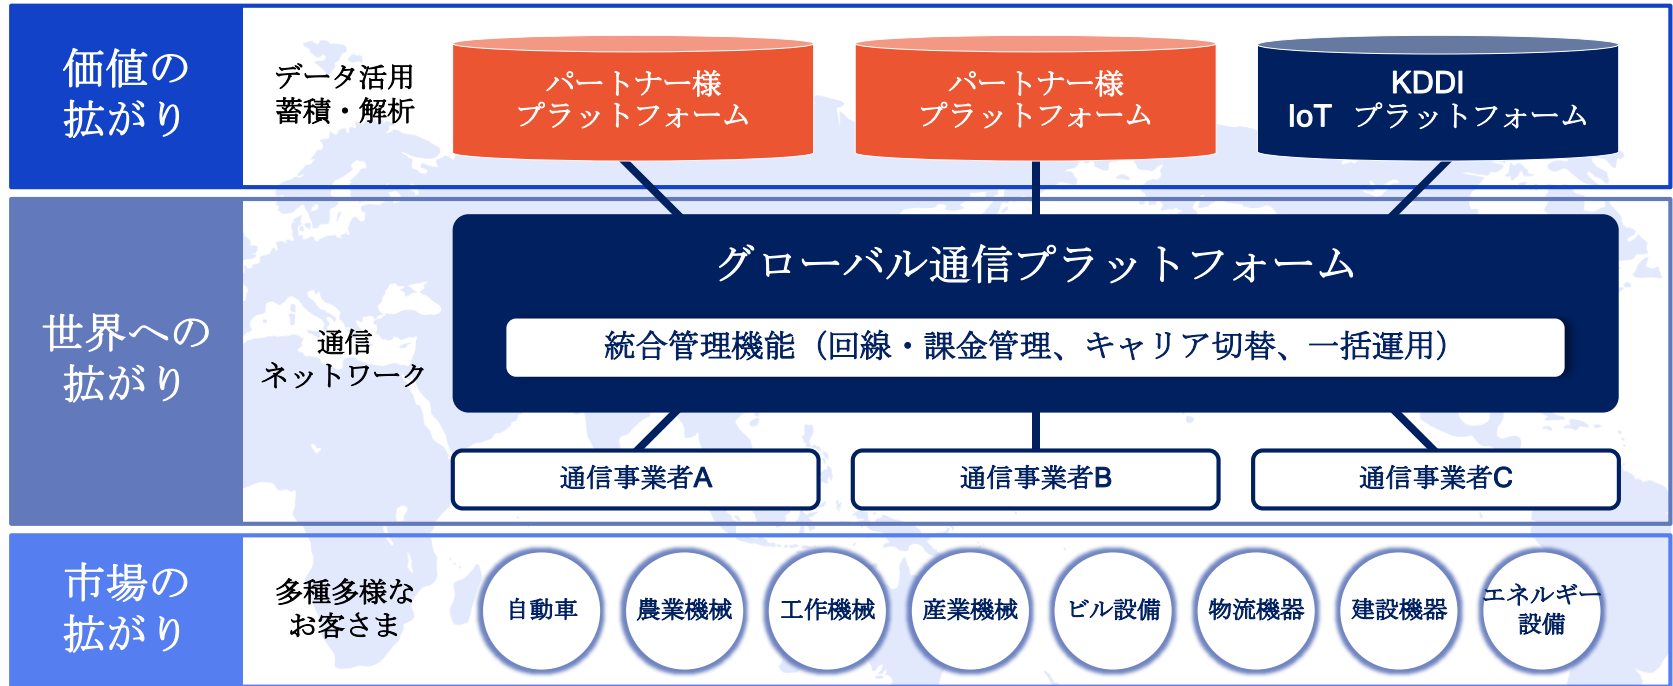 価値の
拡がり
データ活用
蓄積・解析
パートナー様
プラットフォーム
パートナー様
プラットフォーム
KDDI
IoT プラットフォーム
世界への
拡がり
通信
ネットワーク
グローバル通信プラットフォーム
統合管理機能（回線・課金管理、キャリア切替、一括運用）
通信事業者A
通信事業者B
通信事業者C
市場の
拡がり
多種多様な
お客さま
自動車
農業機械
工作機械
産業機械
ビル設備
物流機器
建設機器
エネルギー
設備